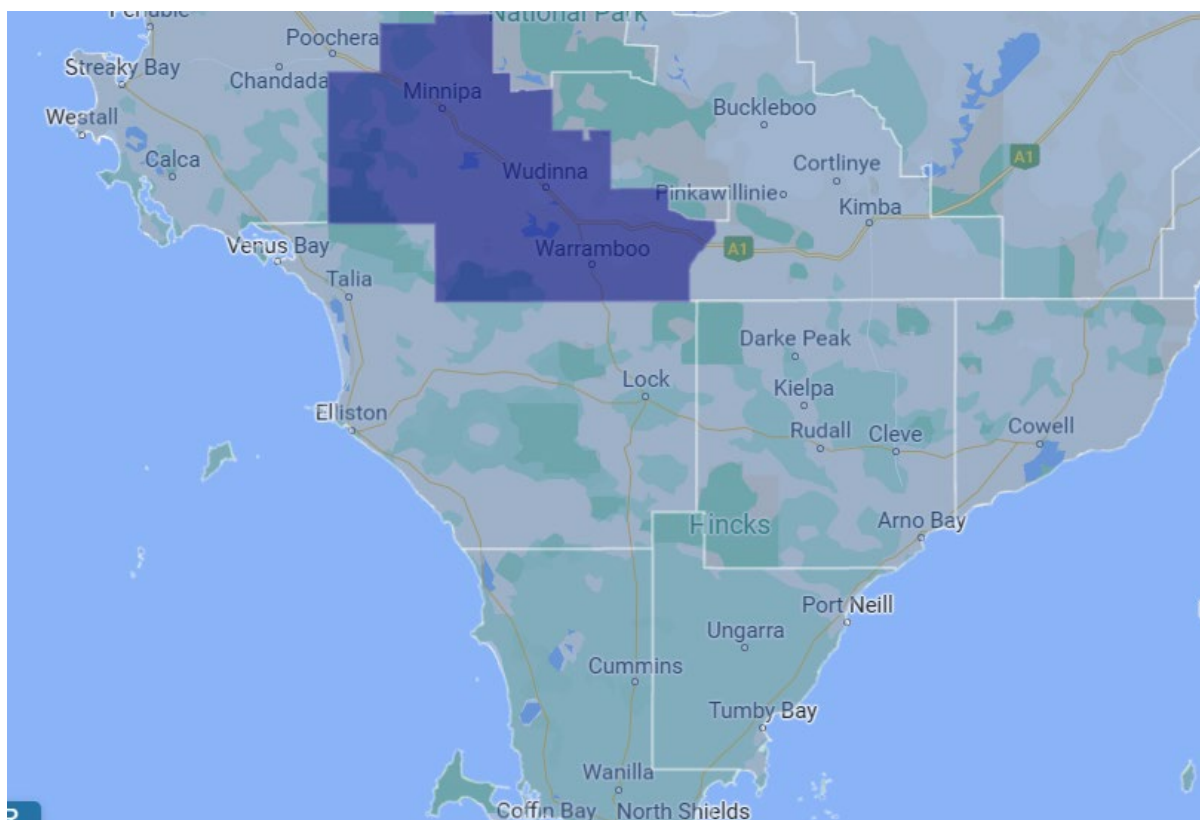 National Park
Poochera
Streaky Bay
Chandada
Minnipa
Westall
Buckleboo
A1
Calca
Cortlinye
Wudinna
Pinkawillinie
Kimba
Venus Bay
Warramboo
A1
Talia
Darke Peak
Lock
Kielpa
Elliston
Rudall
Cleve
Cowell
Hincks
Arno Bay
Port Neill
Ungarra
Cummins
Tumby Bay
Wanilla
Coffin Bay
North Shields